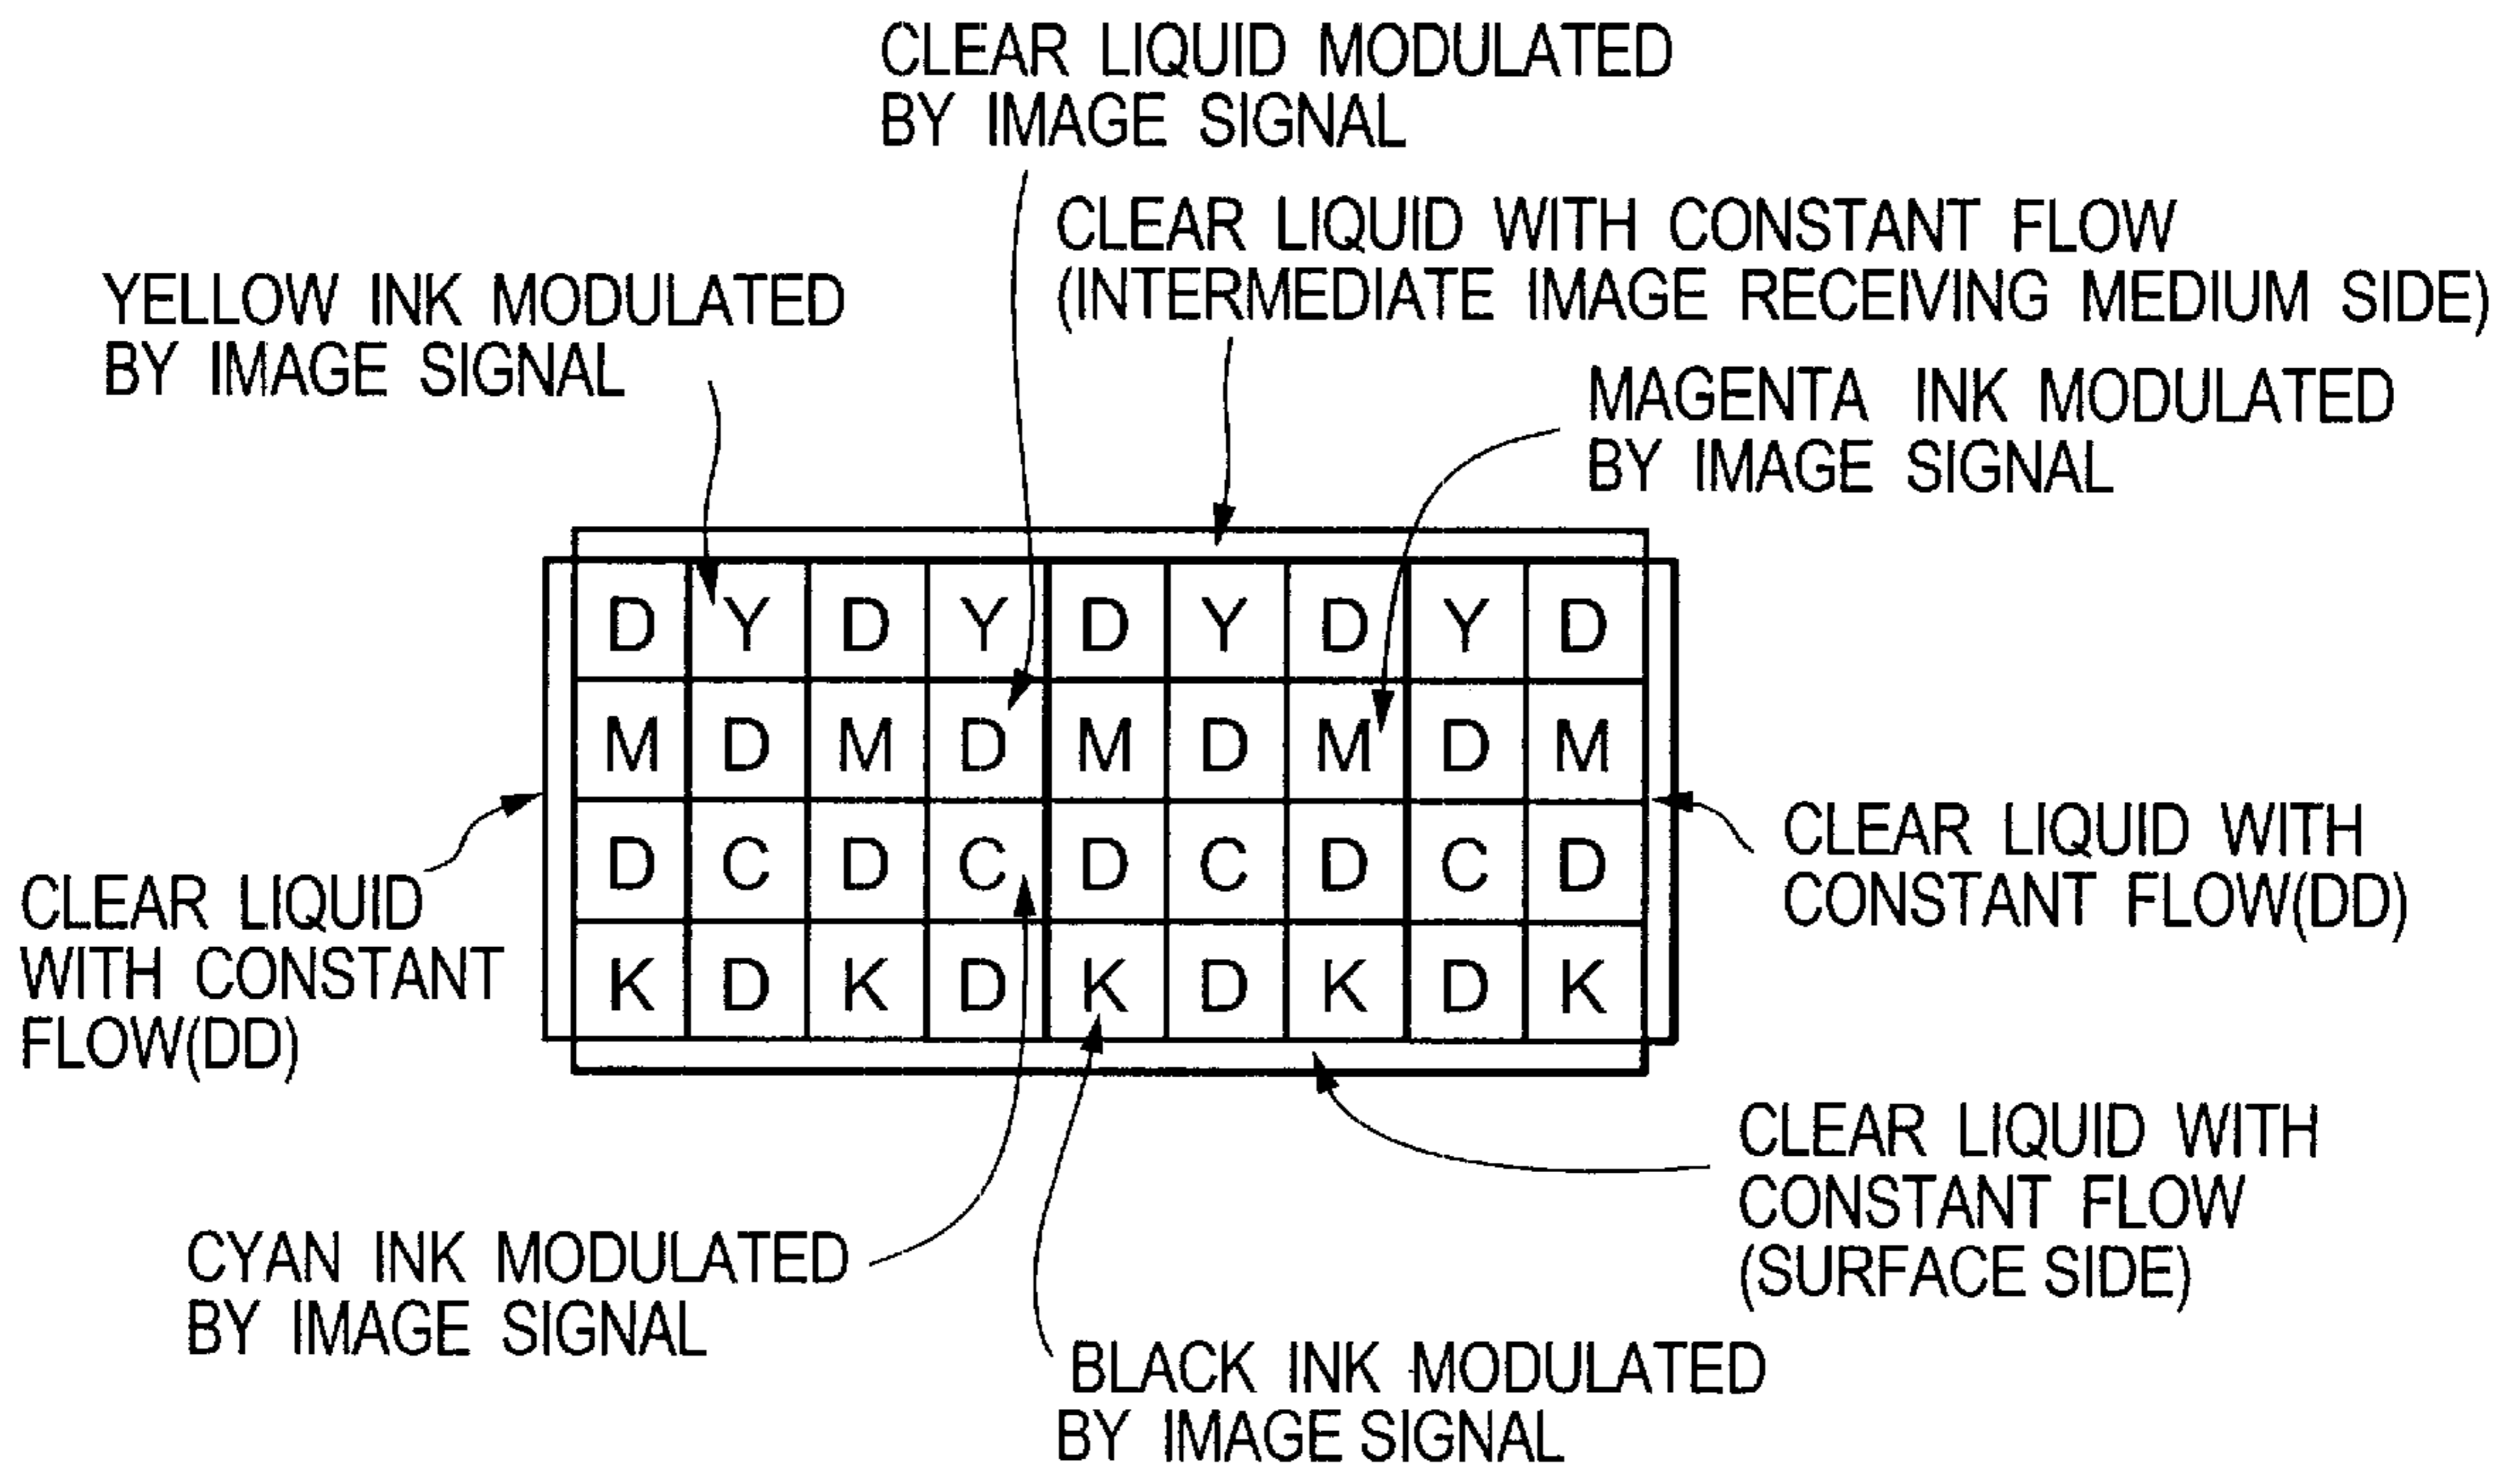 CLEAR LIQUID MODULATED
BY IMAGE SIGNAL
CLEAR LIQUID WITH CONSTANT FLOW
(INTERMEDIATE IMAGE RECEIVING MEDIUM SIDE)
YELLOW INK MODULATED
BY IMAGE SIGNAL
MAGENTA INK MODULATED
BY IMAGE SIGNAL
D Y D Y D Y D Y D
M D M D M D M D M
D C D C D C D C D
K D K D K D K D K
CLEAR LIQUID
WITH CONSTANT
FLOW(DD)
CLEAR LIQUID WITH
CONSTANT FLOW(DD)
CLEAR LIQUID WITH
CONSTANT FLOW
(SURFACE SIDE)
CYAN INK MODULATED
BY IMAGE SIGNAL
BLACK INK MODULATED
BY IMAGE SIGNAL